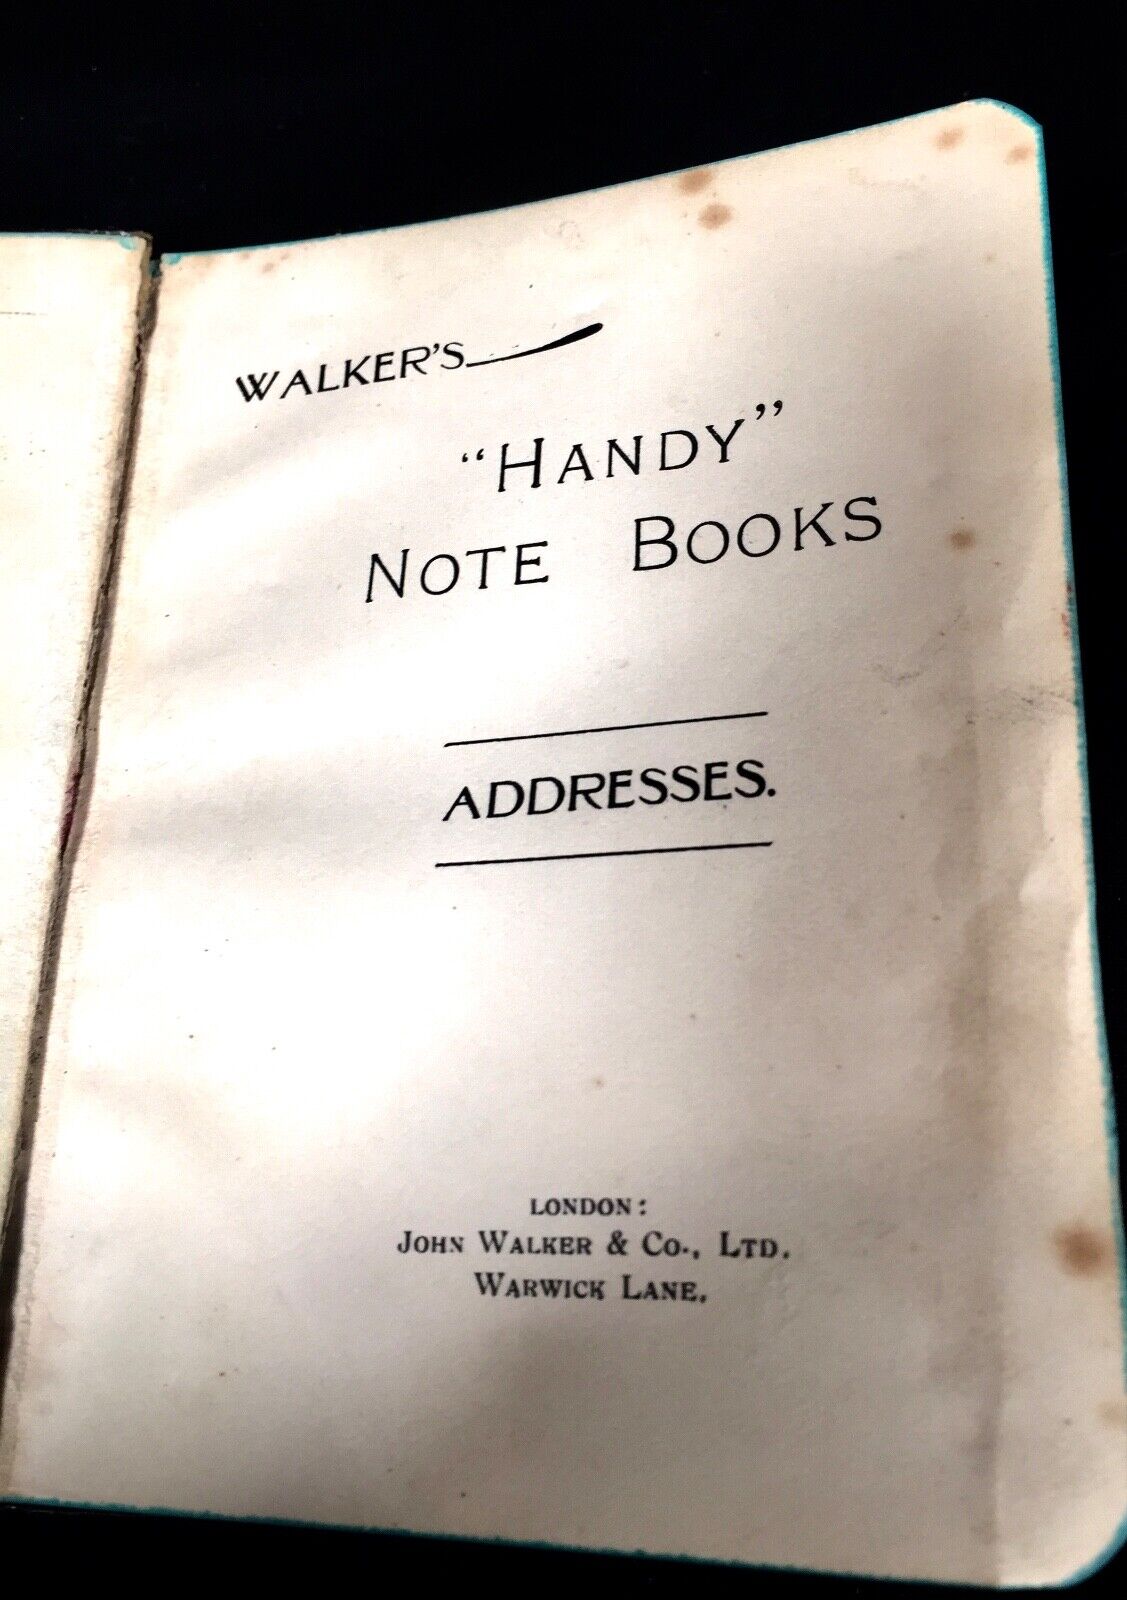 WALKER'S
"HANDY"
NOTE BOOKS
ADDRESSES.
LONDON:
JOHN WALKER & CO., LTD.
WARWICK LANE.